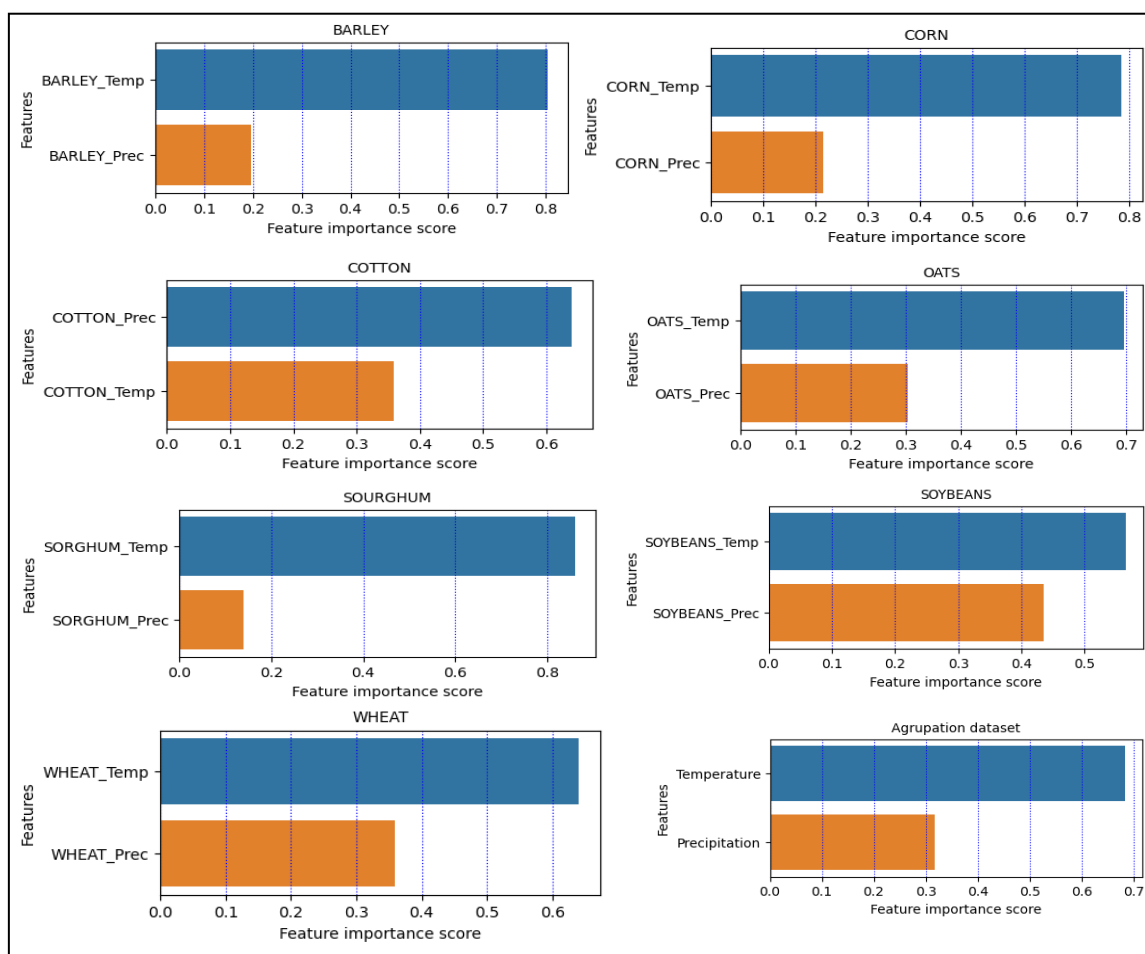 BARLEY
Features
BARLEY_Temp
BARLEY_Prec
0.0 0.1 0.2 0.3 0.4 0.5 0.6 0.7 0.8
Feature importance score
CORN
Features
CORN_Temp
CORN_Prec
0.0 0.1 0.2 0.3 0.4 0.5 0.6 0.7 0.8
Feature importance score
COTTON
Features
COTTON_Prec
COTTON_Temp
0.0 0.1 0.2 0.3 0.4 0.5 0.6
Feature importance score
OATS
Features
OATS_Temp
OATS_Prec
0.0 0.1 0.2 0.3 0.4 0.5 0.6 0.7
Feature importance score
SOURGHUM
Features
SORGHUM_Temp
SORGHUM_Prec
0.0 0.2 0.4 0.6 0.8
Feature importance score
SOYBEANS
Features
SOYBEANS_Temp
SOYBEANS_Prec
0.0 0.1 0.2 0.3 0.4 0.5
Feature importance score
WHEAT
Features
WHEAT_Temp
WHEAT_Prec
0.0 0.1 0.2 0.3 0.4 0.5 0.6
Feature importance score
Agrupation dataset
Features
Temperature
Precipitation
0.0 0.1 0.2 0.3 0.4 0.5 0.6 0.7
Feature importance score